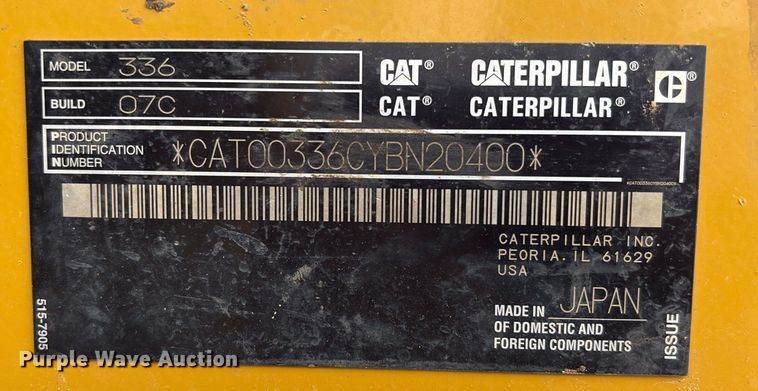 MODEL 336
BUILD 07C
CAT® CATERPILLAR®
CAT® CATERPILLAR®
C
PRODUCT
IDENTIFICATION
NUMBER
*CAT00336CYBN20400*
CATERPILLAR INC.
PEORIA, IL 61629
USA
MADE IN JAPAN
OF DOMESTIC AND
FOREIGN COMPONENTS
ISSUE
515-7905
Purple Wave Auction